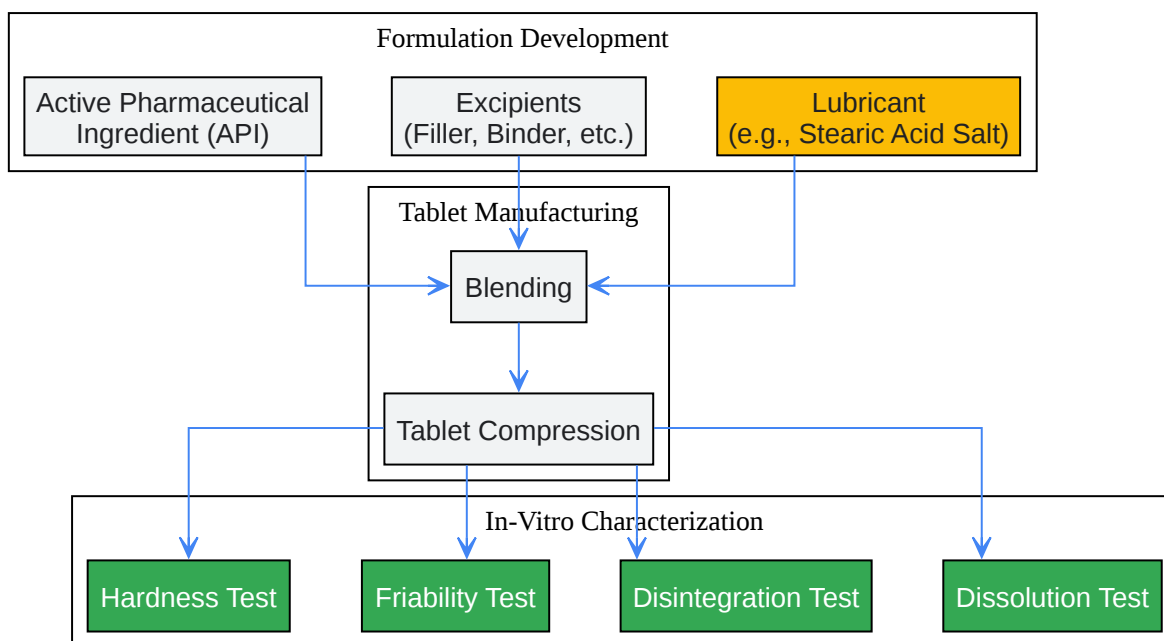 Formulation Development
Active Pharmaceutical
Ingredient (API)
Excipients
(Filler, Binder, etc.)
Lubricant
(e.g., Stearic Acid Salt)
Tablet Manufacturing
Blending
Tablet Compression
In-Vitro Characterization
Hardness Test
Friability Test
Disintegration Test
Dissolution Test